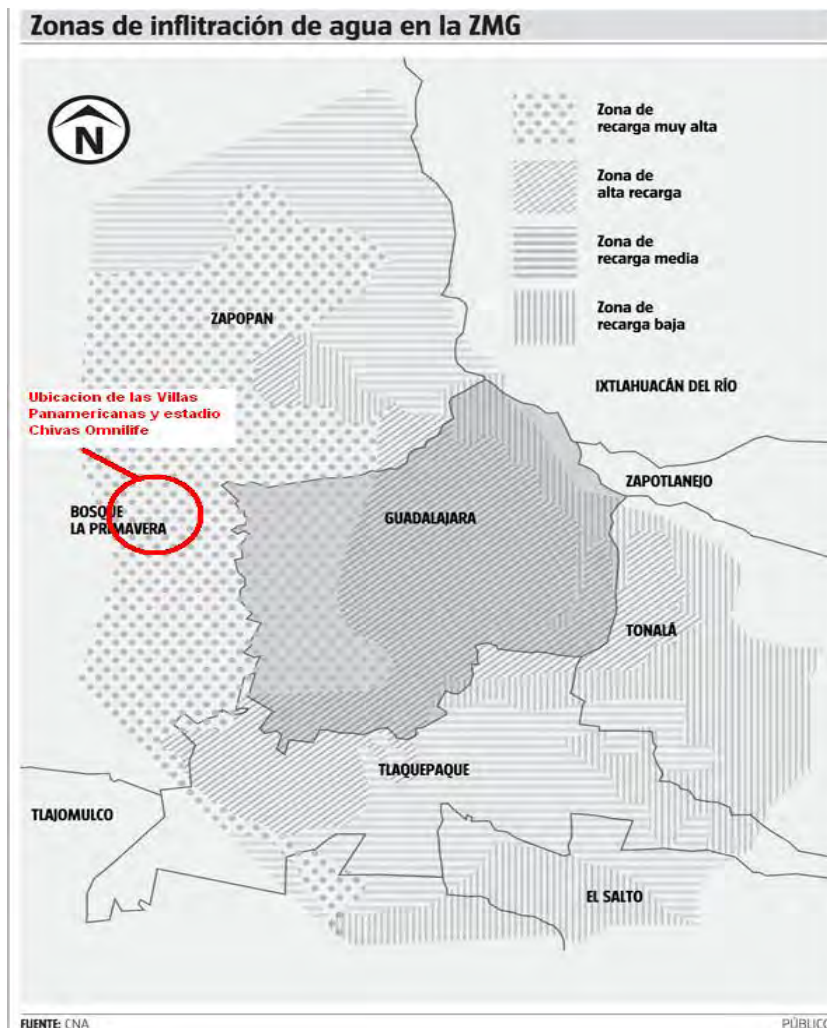 Zonas de inflitración de agua en la ZMG
N
Zona de
recarga muy alta
Zona de
alta recarga
Zona de
recarga media
Zona de
recarga baja
ZAPOPAN
IXTLAHUACÁN DEL RÍO
Ubicacion de las Villas
Panamericanas y estadio
Chivas Omnilife
ZAPOTLANEJO
BOSQUE
LA PRIMAVERA
GUADALAJARA
TONALÁ
TLAQUEPAQUE
TLAJOMULCO
EL SALTO
FUENTE: CNA
PÚBLICO